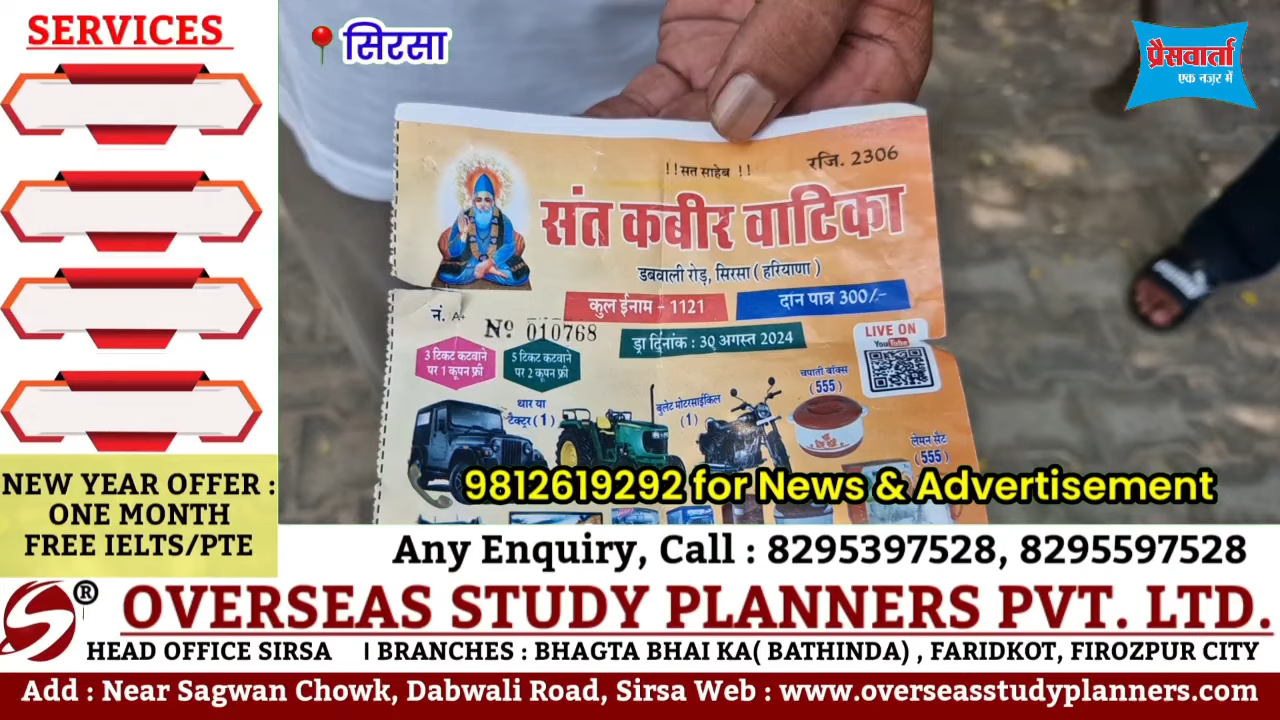 SERVICES
📍सिरसा
प्रैसवार्ता
एक नज़र में
!! सत साहेब !!
रजि. 2306
संत कबीर वाटिका
डबवाली रोड़, सिरसा ( हरियाणा )
कुल ईनाम - 1121
दान पात्र 300/-
नं. A+
Nº 010768
ड्रा दिनांक : 30 अगस्त 2024
LIVE ON
YouTube
3 टिकट कटवाने
पर 1 कूपन फ्री
5 टिकट कटवाने
पर 2 कूपन फ्री
थार या
टैक्टर (1)
बुलेट मोटरसाईकिल
(1)
चपाती बॉक्स
(555)
लेमन सैट
(555)
9812619292 for News & Advertisement
NEW YEAR OFFER :
ONE MONTH
FREE IELTS/PTE
Any Enquiry, Call : 8295397528, 8295597528
OVERSEAS STUDY PLANNERS PVT. LTD.
HEAD OFFICE SIRSA | BRANCHES : BHAGTA BHAI KA( BATHINDA) , FARIDKOT, FIROZPUR CITY
Add : Near Sagwan Chowk, Dabwali Road, Sirsa Web : www.overseasstudyplanners.com